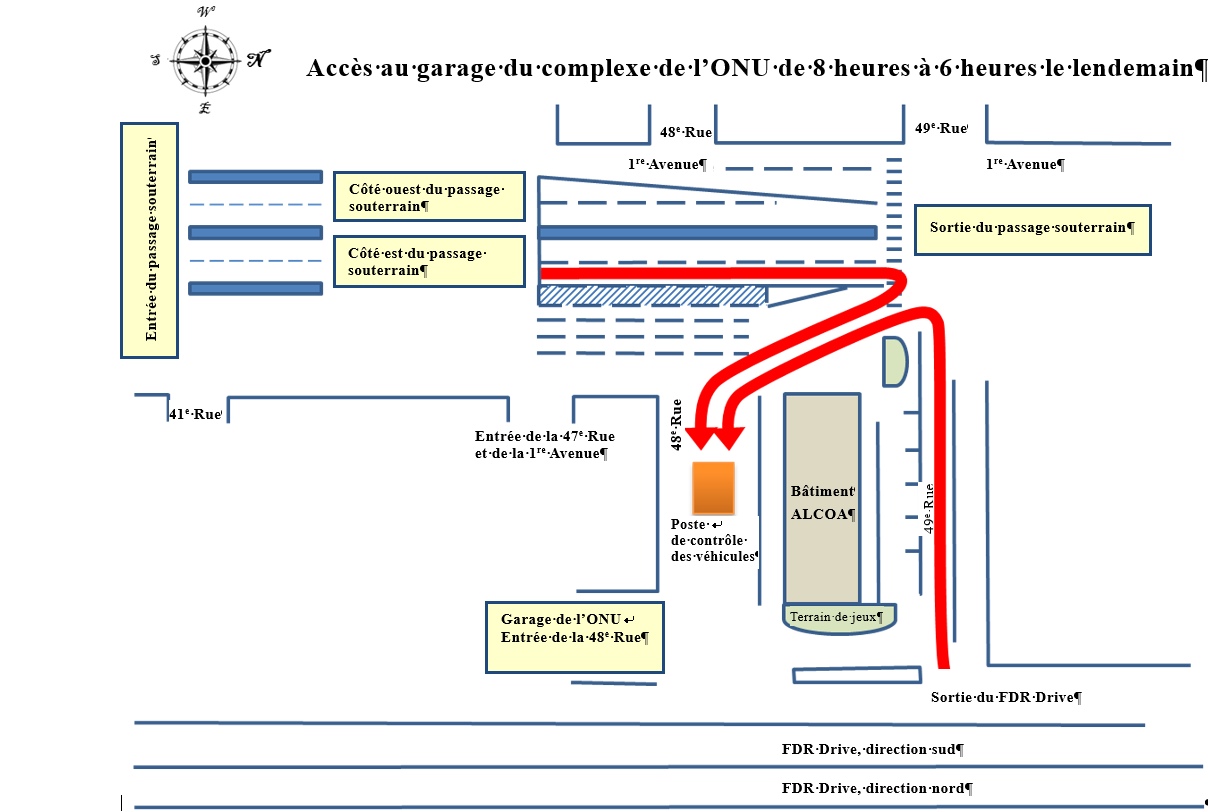 W
S
N
E
Accès au garage du complexe de l’ONU de 8 heures à 6 heures le lendemain¶
48e Rue
49e Rue
1re Avenue¶
1re Avenue¶
Entrée du passage souterrain
Côté ouest du passage
souterrain¶
Sortie du passage souterrain¶
Côté est du passage
souterrain¶
41e Rue
48e Rue
Entrée de la 47e Rue
et de la 1re Avenue¶
Bâtiment
ALCOA¶
49e Rue
Poste ↵
de contrôle
des véhicules¶
Garage de l’ONU ↵
Entrée de la 48e Rue¶
Terrain de jeux¶
Sortie du FDR Drive¶
FDR Drive, direction sud¶
FDR Drive, direction nord¶